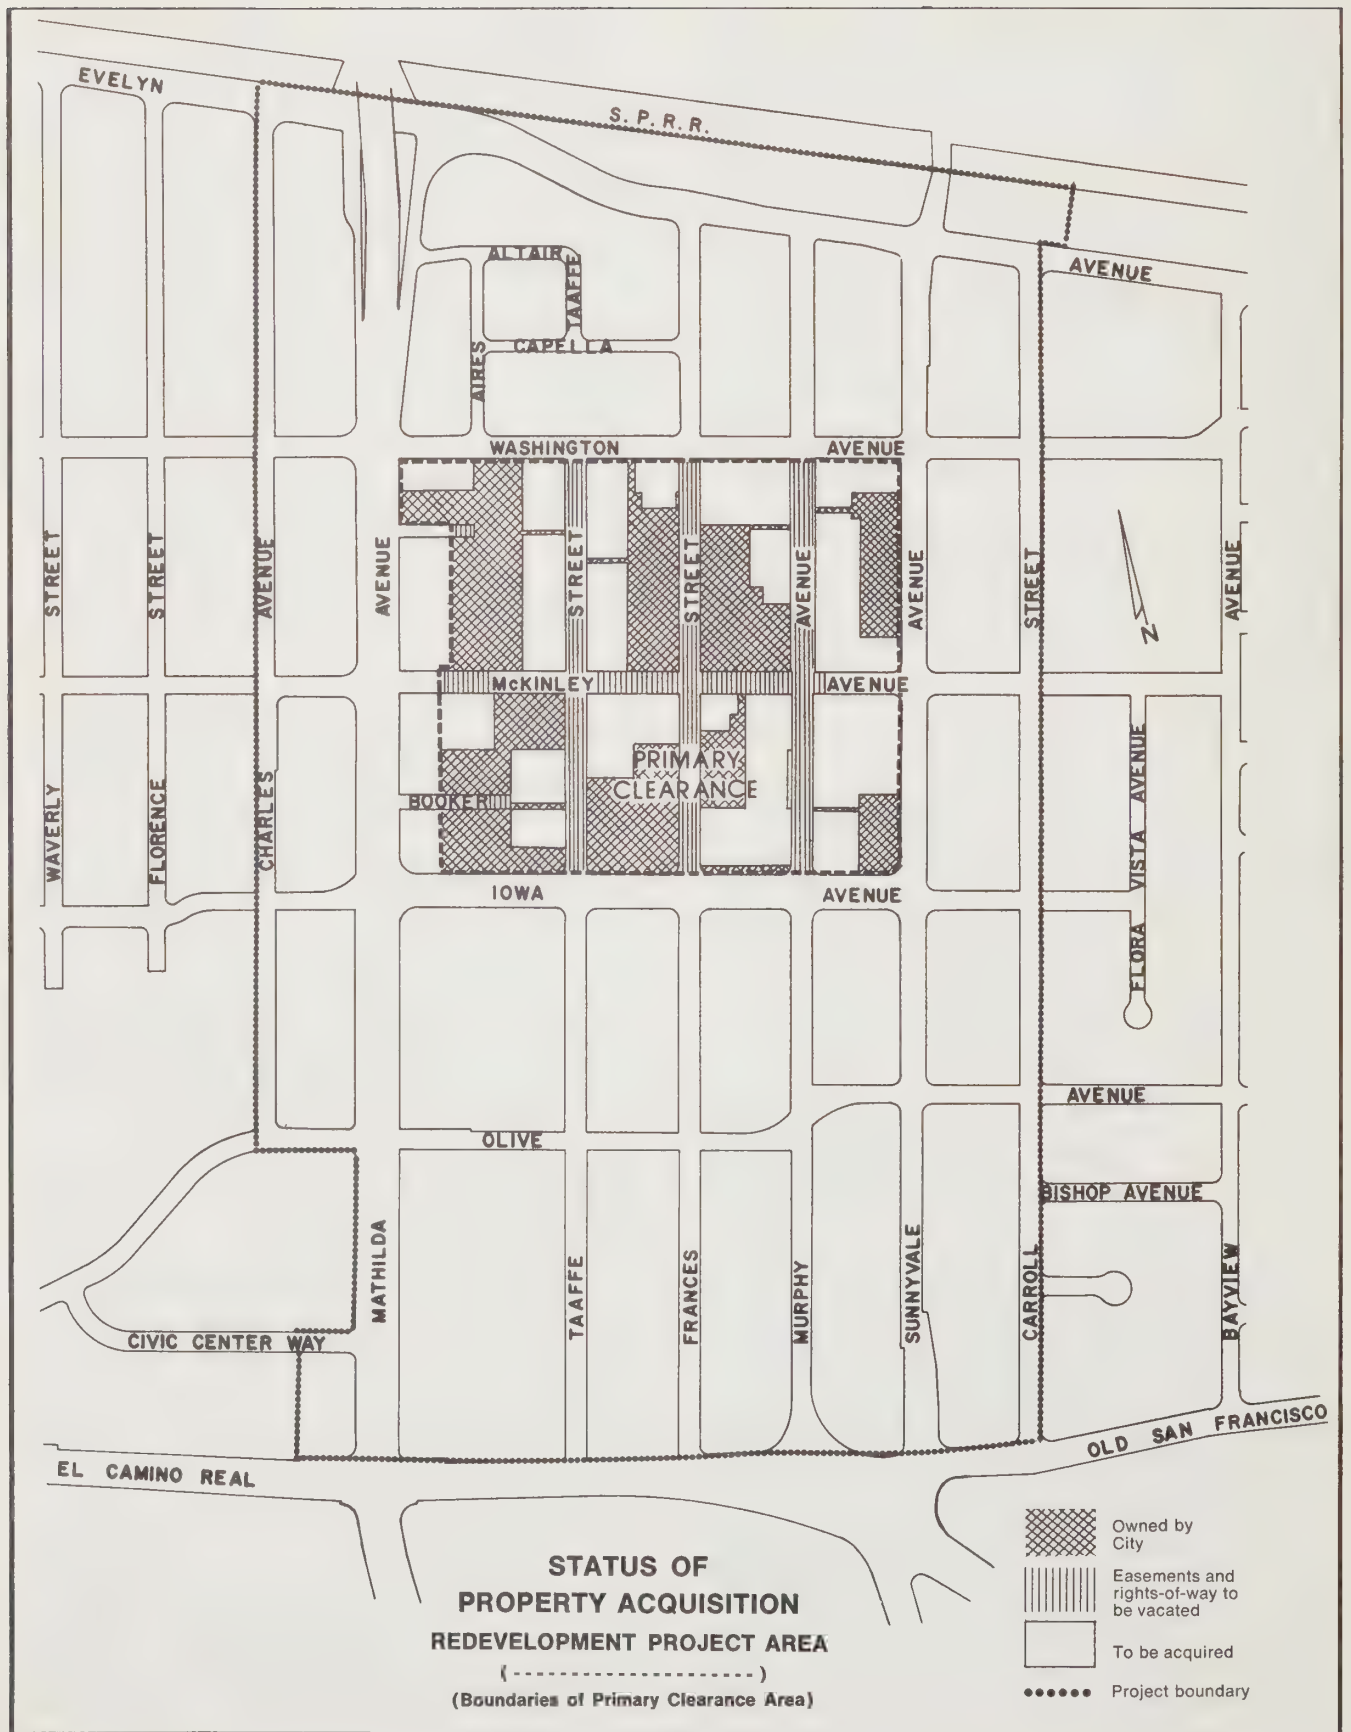 EVELYN
S. P. R. R.
AVENUE
ALTAIR
TAAFFE
CAPELLA
AIRES
WASHINGTON AVENUE
STREET
STREET
AVENUE
AVENUE
STREET
STREET
AVENUE
AVENUE
STREET
AVENUE
N
McKINLEY AVENUE
PRIMARY
CLEARANCE
BOOKER
WAVERLY
FLORENCE
CHARLES
FLORA VISTA AVENUE
IOWA AVENUE
AVENUE
OLIVE
BISHOP AVENUE
MATHILDA
TAAFFE
FRANCES
MURPHY
SUNNYVALE
CARROLL
BAYVIEW
CIVIC CENTER WAY
OLD SAN FRANCISCO
EL CAMINO REAL
STATUS OF
PROPERTY ACQUISITION
REDEVELOPMENT PROJECT AREA
(----------------------)
(Boundaries of Primary Clearance Area)
Owned by
City
Easements and
rights-of-way to
be vacated
To be acquired
Project boundary